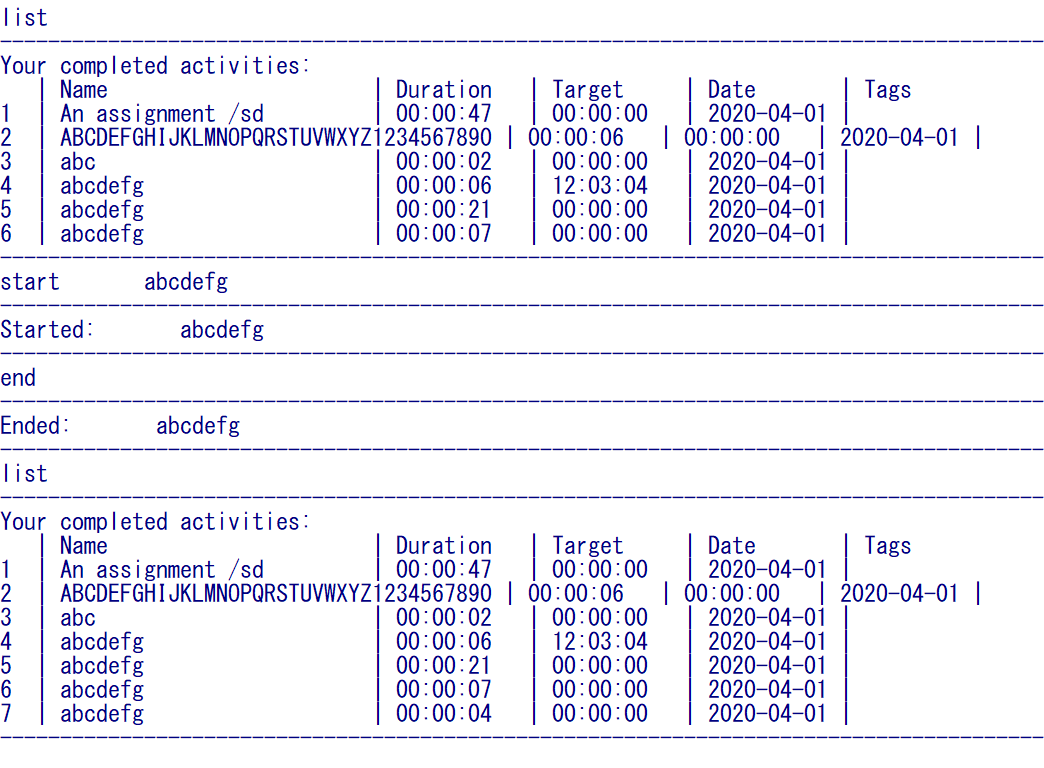 list
---------------------------------------------------------------------------------------
Your completed activities:
   | Name                      | Duration   | Target     | Date       | Tags
1  | An assignment /sd         | 00:00:47   | 00:00:00   | 2020-04-01 |
2  | ABCDEFGHIJKLMNOPQRSTUVWXYZ1234567890 | 00:00:06   | 00:00:00   | 2020-04-01 |
3  | abc                       | 00:00:02   | 00:00:00   | 2020-04-01 |
4  | abcdefg                   | 00:00:06   | 12:03:04   | 2020-04-01 |
5  | abcdefg                   | 00:00:21   | 00:00:00   | 2020-04-01 |
6  | abcdefg                   | 00:00:07   | 00:00:00   | 2020-04-01 |
---------------------------------------------------------------------------------------
start       abcdefg
---------------------------------------------------------------------------------------
Started:       abcdefg
---------------------------------------------------------------------------------------
end
---------------------------------------------------------------------------------------
Ended:       abcdefg
---------------------------------------------------------------------------------------
list
---------------------------------------------------------------------------------------
Your completed activities:
   | Name                      | Duration   | Target     | Date       | Tags
1  | An assignment /sd         | 00:00:47   | 00:00:00   | 2020-04-01 |
2  | ABCDEFGHIJKLMNOPQRSTUVWXYZ1234567890 | 00:00:06   | 00:00:00   | 2020-04-01 |
3  | abc                       | 00:00:02   | 00:00:00   | 2020-04-01 |
4  | abcdefg                   | 00:00:06   | 12:03:04   | 2020-04-01 |
5  | abcdefg                   | 00:00:21   | 00:00:00   | 2020-04-01 |
6  | abcdefg                   | 00:00:07   | 00:00:00   | 2020-04-01 |
7  | abcdefg                   | 00:00:04   | 00:00:00   | 2020-04-01 |
---------------------------------------------------------------------------------------